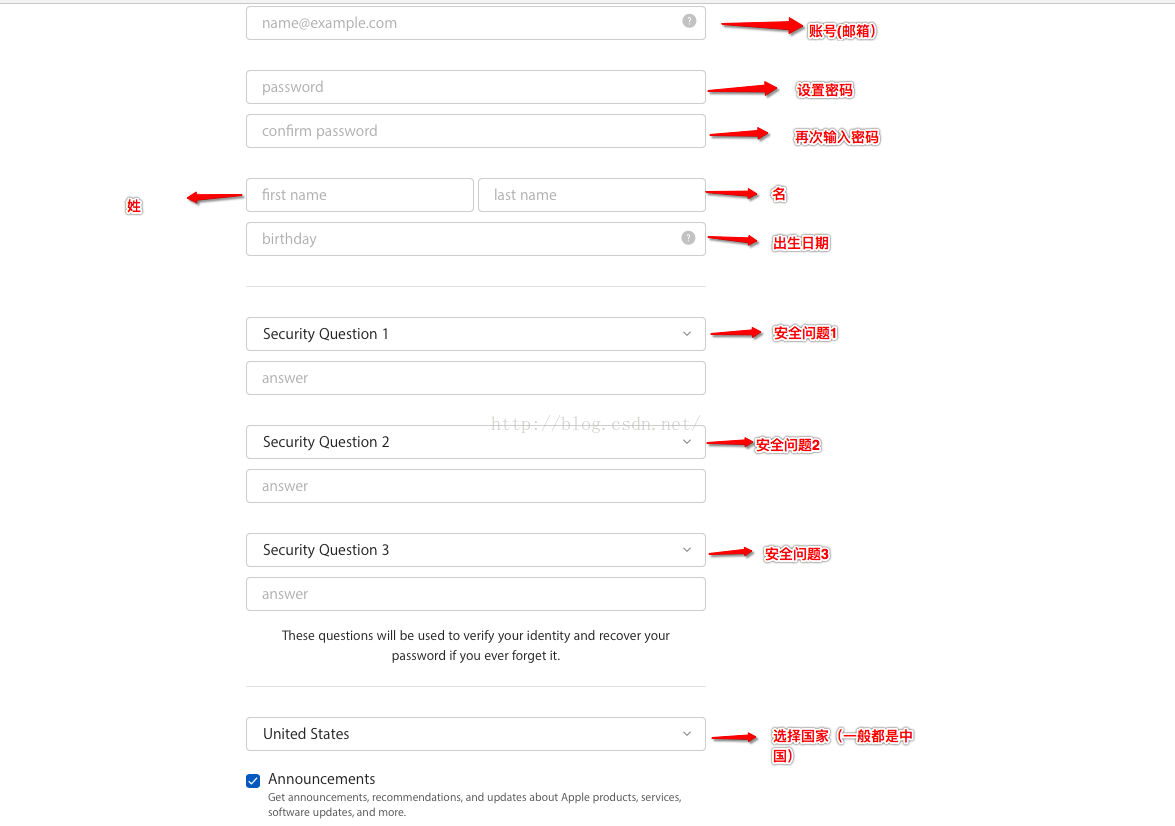 name@example.com
账号(邮箱)
password
设置密码
confirm password
再次输入密码
姓
first name
last name
名
birthday
出生日期
Security Question 1
安全问题1
answer
http://blog.csdn.net/
Security Question 2
安全问题2
answer
Security Question 3
安全问题3
answer
These questions will be used to verify your identity and recover your
password if you ever forget it.
United States
选择国家（一般都是中
国）
Announcements
Get announcements, recommendations, and updates about Apple products, services,
software updates, and more.